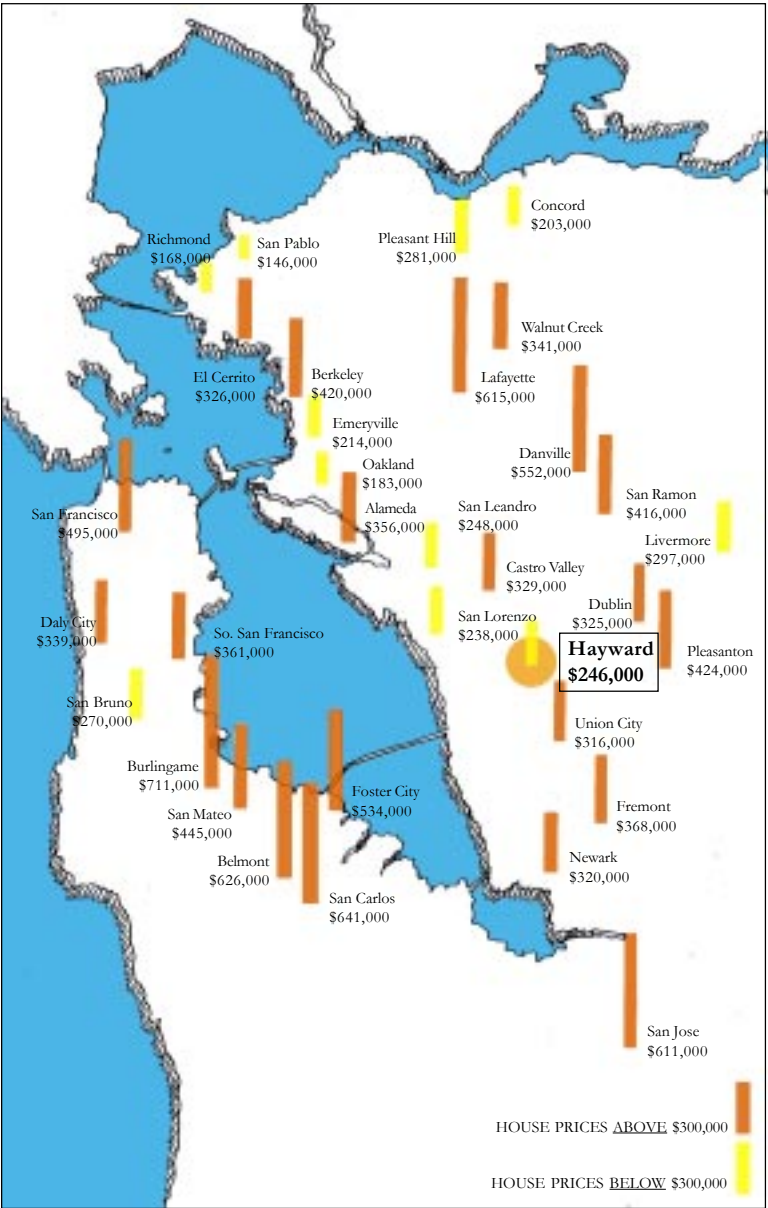 Concord
$203,000
Richmond
$168,000
San Pablo
$146,000
Pleasant Hill
$281,000
Walnut Creek
$341,000
El Cerrito
$326,000
Berkeley
$420,000
Lafayette
$615,000
Emeryville
$214,000
Danville
$552,000
Oakland
$183,000
San Ramon
$416,000
San Francisco
$495,000
Alameda
$356,000
San Leandro
$248,000
Livermore
$297,000
Castro Valley
$329,000
Daly City
$339,000
So. San Francisco
$361,000
San Lorenzo
$238,000
Dublin
$325,000
Hayward
$246,000
Pleasanton
$424,000
San Bruno
$270,000
Union City
$316,000
Burlingame
$711,000
Foster City
$534,000
San Mateo
$445,000
Fremont
$368,000
Belmont
$626,000
Newark
$320,000
San Carlos
$641,000
San Jose
$611,000
HOUSE PRICES ABOVE $300,000
HOUSE PRICES BELOW $300,000